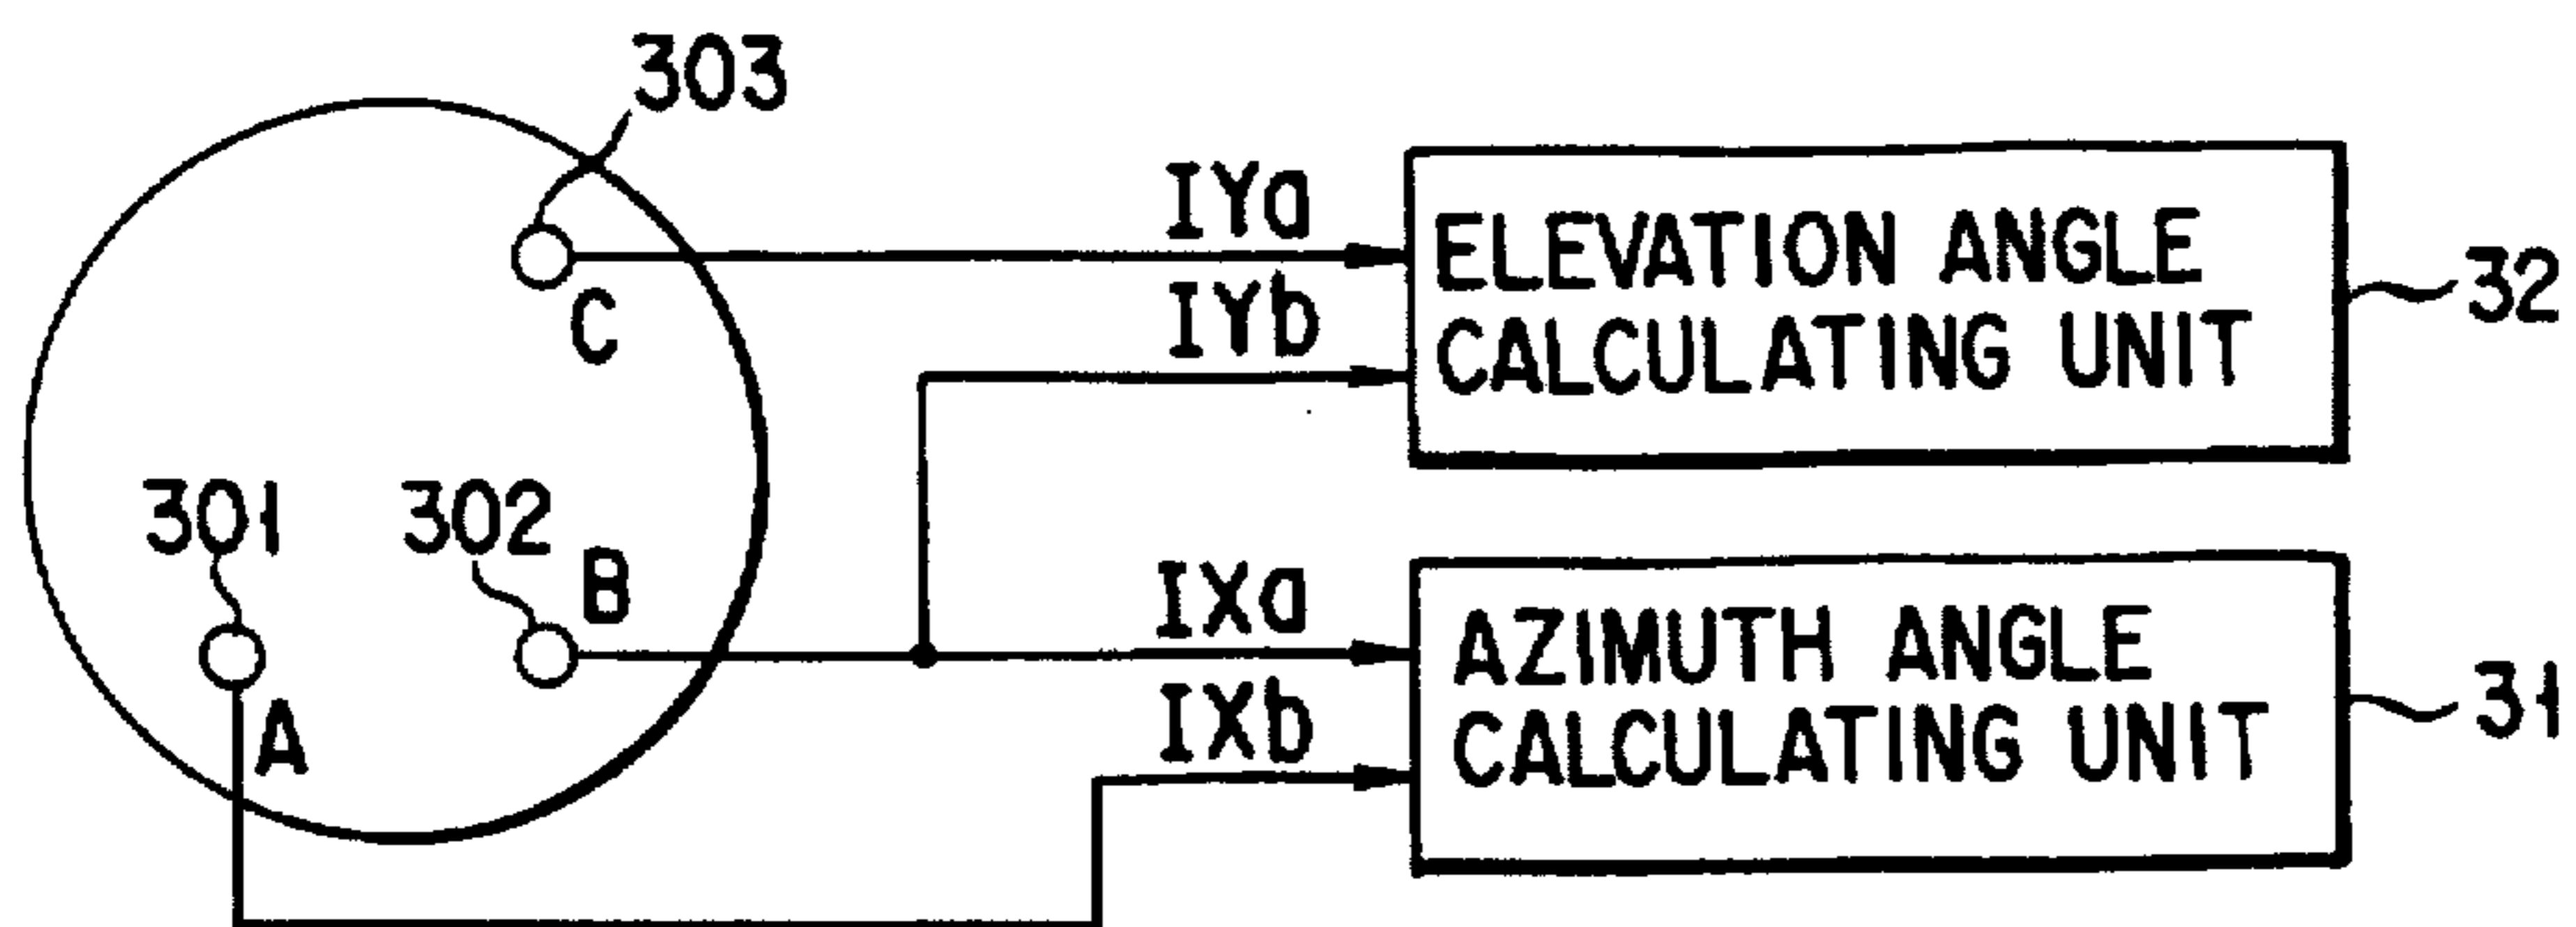 303
IYa
ELEVATION ANGLE
CALCULATING UNIT
32
C
IYb
301
302
B
IXa
AZIMUTH ANGLE
CALCULATING UNIT
31
A
IXb